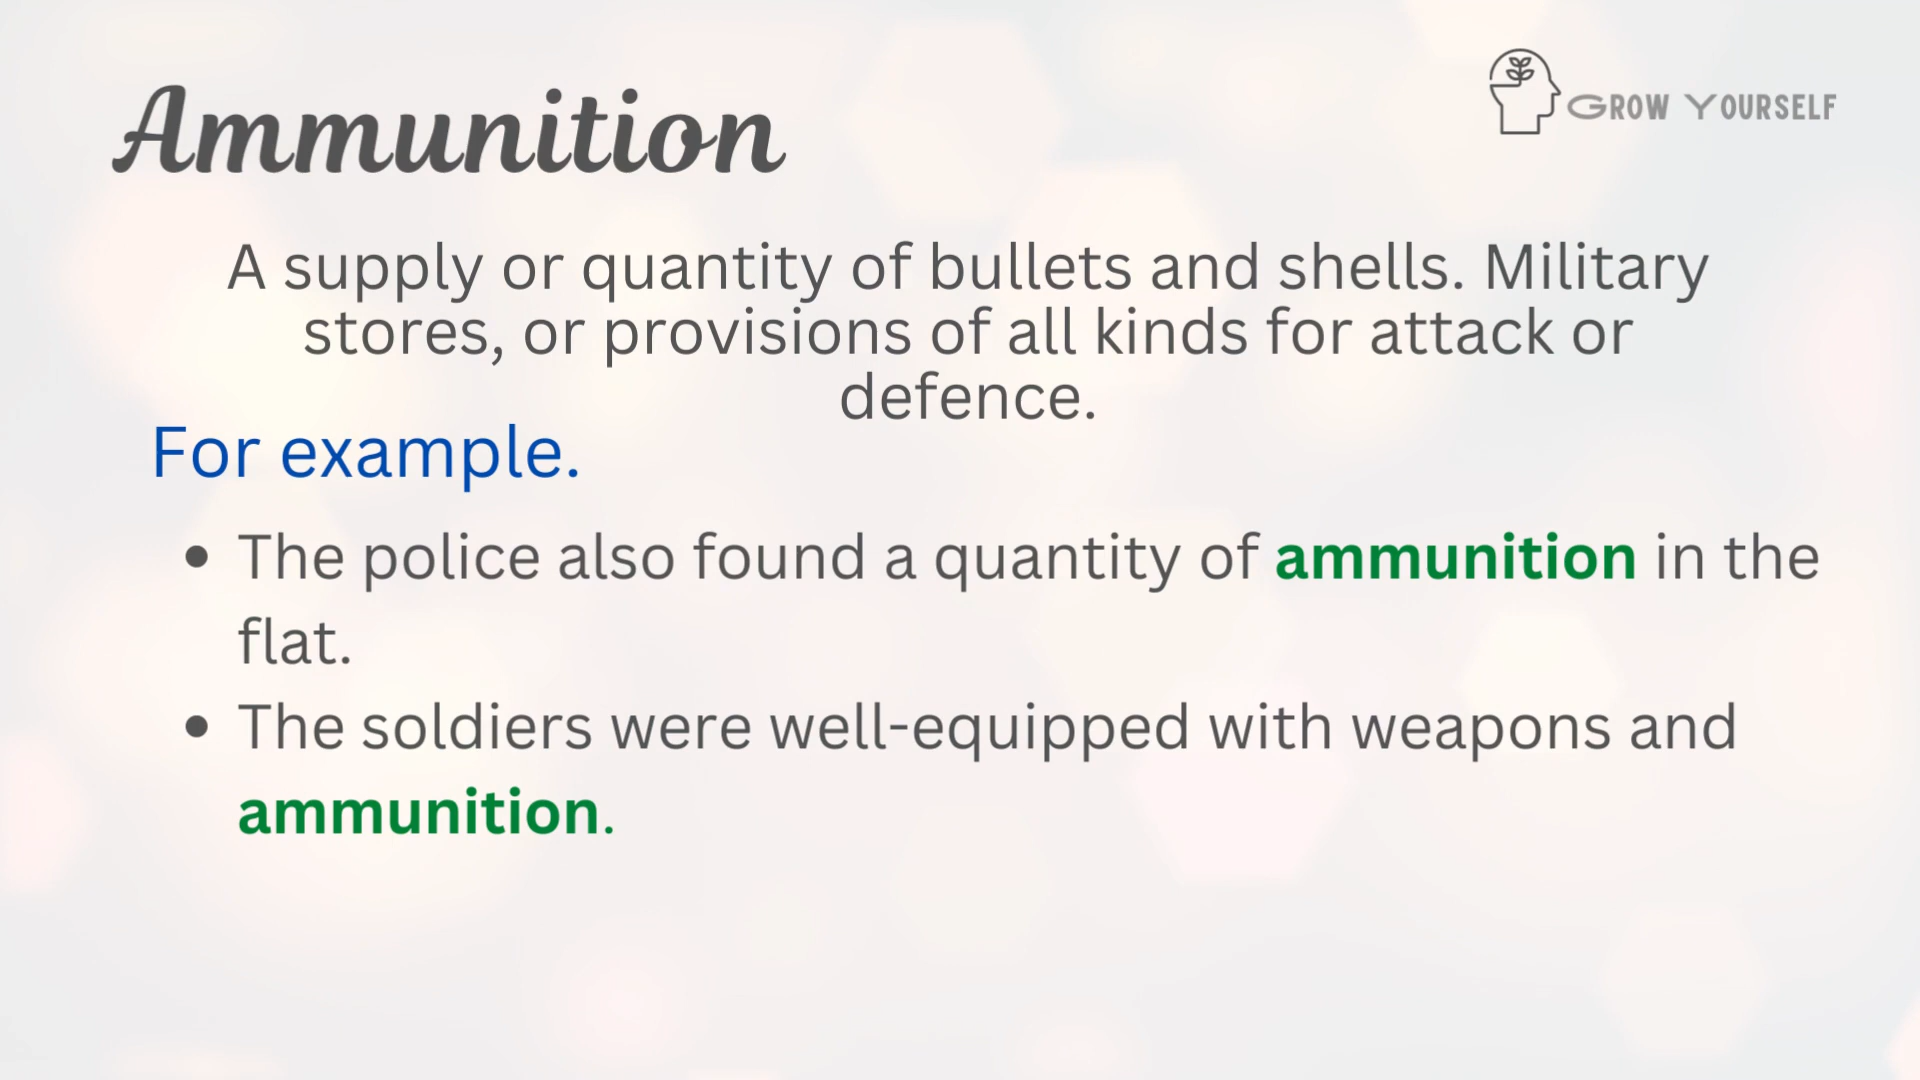 Ammunition
GROW YOURSELF
A supply or quantity of bullets and shells. Military
stores, or provisions of all kinds for attack or
defence.
For example.
• The police also found a quantity of ammunition in the
flat.
• The soldiers were well-equipped with weapons and
ammunition.